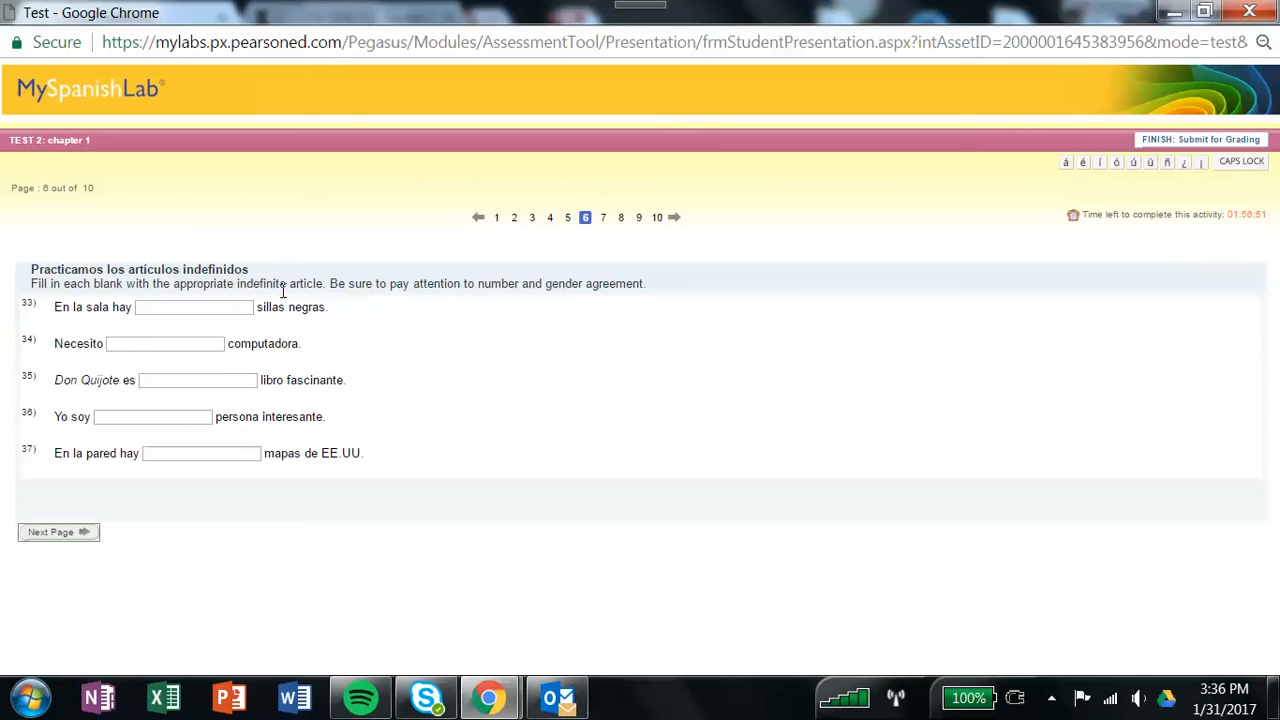 Test - Google Chrome
Secure https://mylabs.px.pearsoned.com/Pegasus/Modules/AssessmentTool/Presentation/frmStudentPresentation.aspx?intAssetID=2000001645383956&mode=test&
MySpanishLab®
TEST 2: chapter 1
FINISH: Submit for Grading
á é í ó ú ü ñ ¿ ¡ CAPS LOCK
Page : 6 out of 10
1 2 3 4 5 6 7 8 9 10
Time left to complete this activity: 01:56:51
Practicamos los artículos indefinidos
Fill in each blank with the appropriate indefinite article. Be sure to pay attention to number and gender agreement.
33) En la sala hay sillas negras.
34) Necesito computadora.
35) Don Quijote es libro fascinante.
36) Yo soy persona interesante.
37) En la pared hay mapas de EE.UU.
Next Page
100%
3:36 PM
1/31/2017